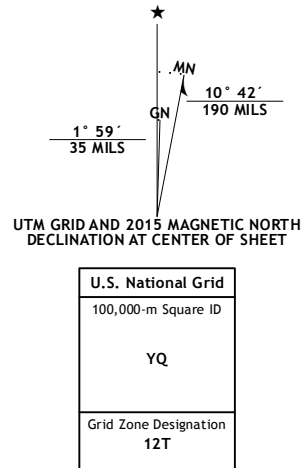 ★
MN
GN
10° 42´
190 MILS
1° 59´
35 MILS
UTM GRID AND 2015 MAGNETIC NORTH
DECLINATION AT CENTER OF SHEET
U.S. National Grid
100,000-m Square ID
YQ
Grid Zone Designation
12T